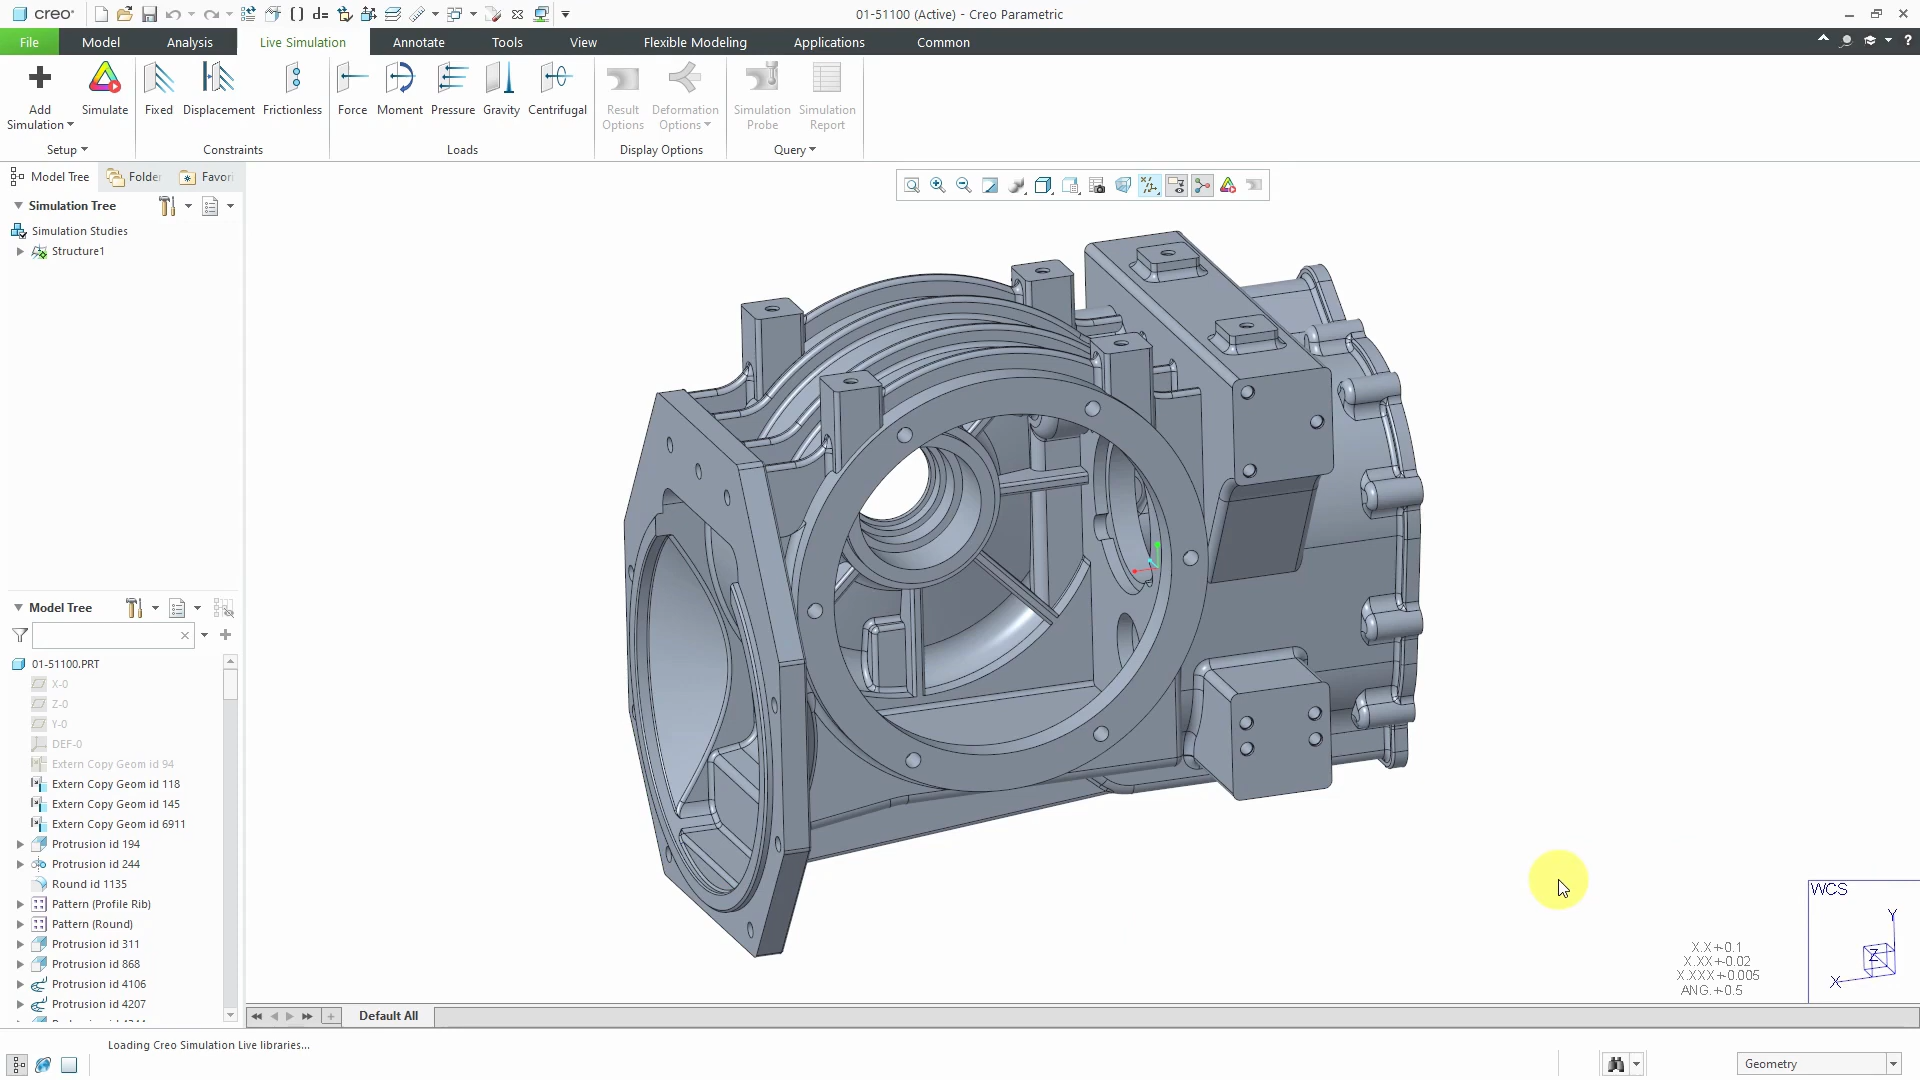 creo
01-51100 (Active) - Creo Parametric
File Model Analysis Live Simulation Annotate Tools View Flexible Modeling Applications Common
Add Simulation
Simulate
Fixed
Displacement
Frictionless
Force
Moment
Pressure
Gravity
Centrifugal
Result Options
Deformation Options
Simulation Probe
Simulation Report
Setup Constraints Loads Display Options Query
Model Tree Folder Favori
Simulation Tree
Simulation Studies
Structure1
Model Tree
01-51100.PRT
X-0
Z-0
Y-0
DEF-0
Extern Copy Geom id 94
Extern Copy Geom id 118
Extern Copy Geom id 145
Extern Copy Geom id 6911
Protrusion id 194
Protrusion id 244
Round id 1135
Pattern (Profile Rib)
Pattern (Round)
Protrusion id 311
Protrusion id 868
Protrusion id 4106
Protrusion id 4207
WCS
Y
Z
X
X.X+-0.1
X.XX+-0.02
X.XXX+-0.005
ANG.+-0.5
Default All
Loading Creo Simulation Live libraries...
Geometry